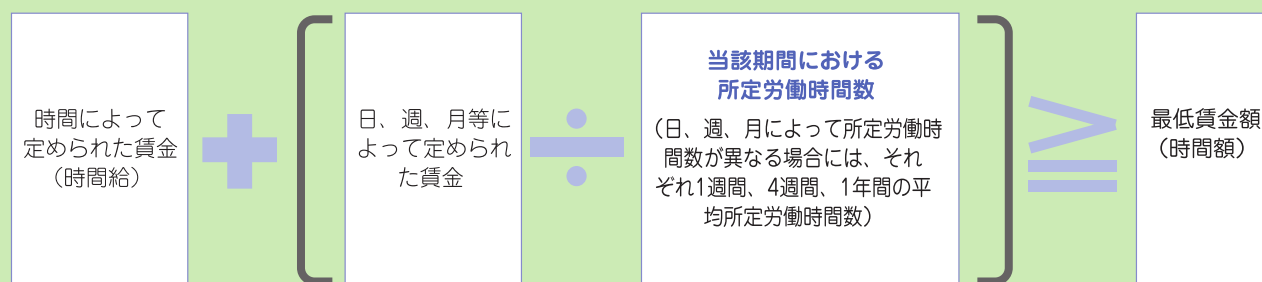 時間によって
定められた賃金
（時間給）
＋
日、週、月等に
よって定められ
た賃金
÷
当該期間における
所定労働時間数
（日、週、月によって所定労働時
間数が異なる場合には、それ
ぞれ1週間、4週間、1年間の平
均所定労働時間数）
≧
最低賃金額
（時間額）